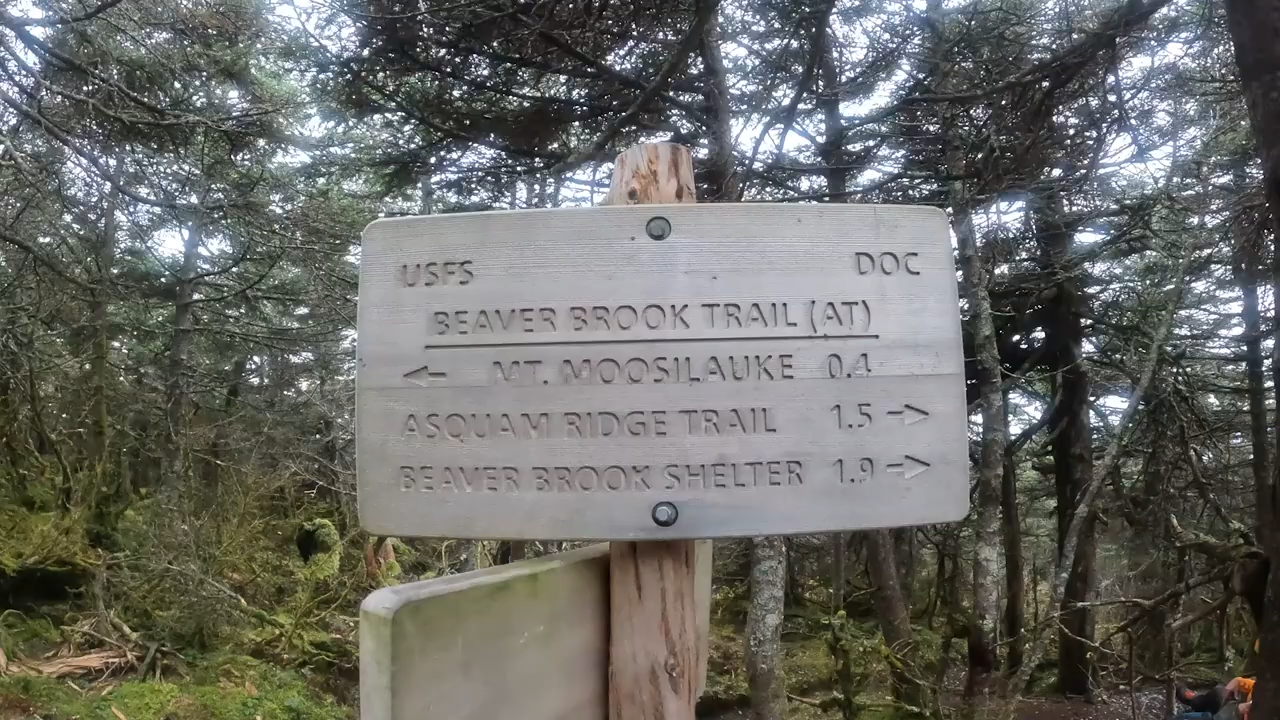 USFS DOC
BEAVER BROOK TRAIL (AT)
← MT. MOOSILAUKE 0.4
ASQUAM RIDGE TRAIL 1.5 →
BEAVER BROOK SHELTER 1.9 →